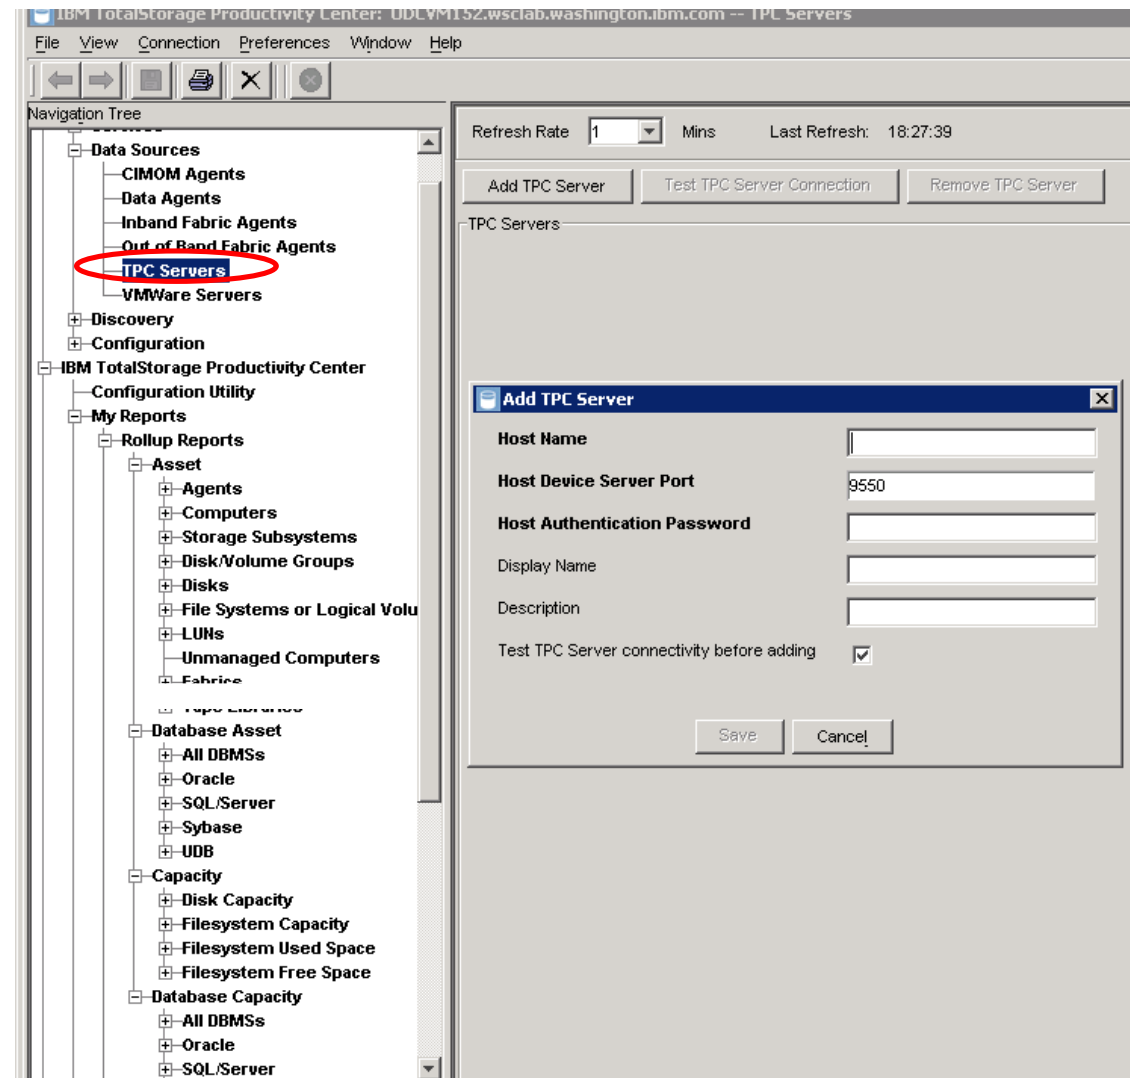 IBM TotalStorage Productivity Center: UDLVM152.wsclab.washington.ibm.com -- TPC Servers
File View Connection Preferences Window Help
Navigation Tree
Services
Data Sources
CIMOM Agents
Data Agents
Inband Fabric Agents
Out of Band Fabric Agents
TPC Servers
VMWare Servers
Discovery
Configuration
IBM TotalStorage Productivity Center
Configuration Utility
My Reports
Rollup Reports
Asset
Agents
Computers
Storage Subsystems
Disk/Volume Groups
Disks
File Systems or Logical Volu
LUNs
Unmanaged Computers
Fabrics
Tape Libraries
Database Asset
All DBMSs
Oracle
SQL/Server
Sybase
UDB
Capacity
Disk Capacity
Filesystem Capacity
Filesystem Used Space
Filesystem Free Space
Database Capacity
All DBMSs
Oracle
SQL/Server
Refresh Rate 1 Mins Last Refresh: 18:27:39
Add TPC Server Test TPC Server Connection Remove TPC Server
TPC Servers
Add TPC Server
Host Name
Host Device Server Port 9550
Host Authentication Password
Display Name
Description
Test TPC Server connectivity before adding
Save Cancel